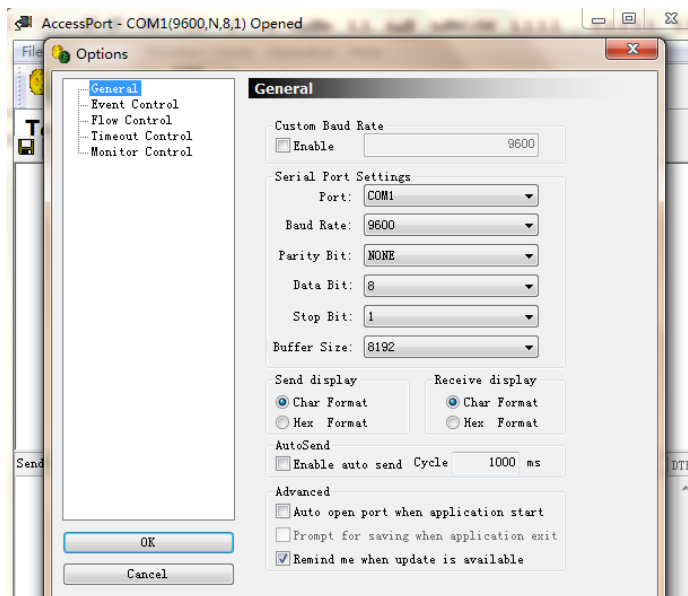 AccessPort - COM1(9600,N,8,1) Opened
File
Options
General
Event Control
Flow Control
Timeout Control
Monitor Control
General
Custom Baud Rate
Enable 9600
Serial Port Settings
Port: COM1
Baud Rate: 9600
Parity Bit: NONE
Data Bit: 8
Stop Bit: 1
Buffer Size: 8192
Send display Receive display
Char Format Char Format
Hex Format Hex Format
AutoSend
Enable auto send Cycle 1000 ms
Send
Advanced
Auto open port when application start
Prompt for saving when application exit
Remind me when update is available
OK
Cancel